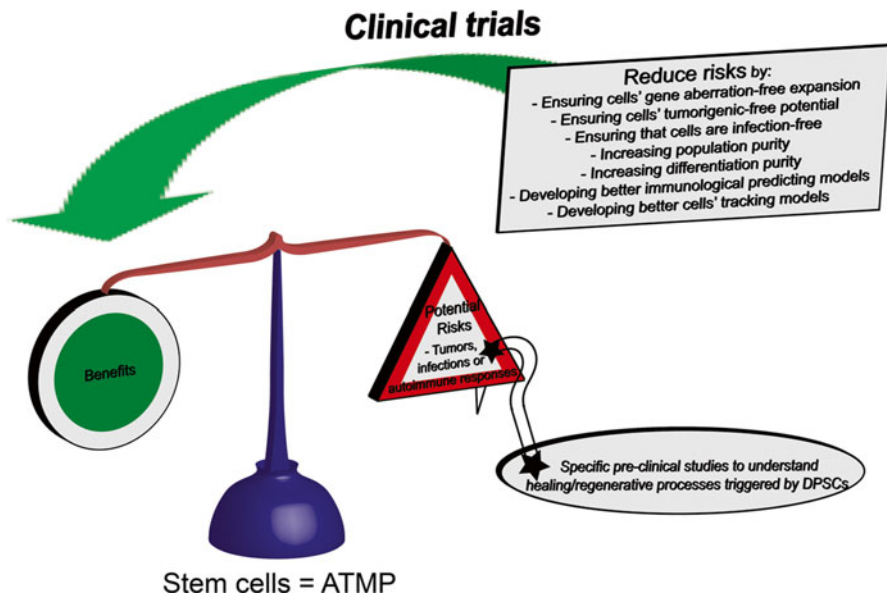 Clinical trials
Reduce risks by:
- Ensuring cells' gene aberration-free expansion
- Ensuring cells' tumorigenic-free potential
- Ensuring that cells are infection-free
- Increasing population purity
- Increasing differentiation purity
- Developing better immunological predicting models
- Developing better cells' tracking models
Benefits
Potential
Risks
- Tumors,
infections or
autoimmune responses
Specific pre-clinical studies to understand
healing/regenerative processes triggered by DPSCs
Stem cells = ATMP